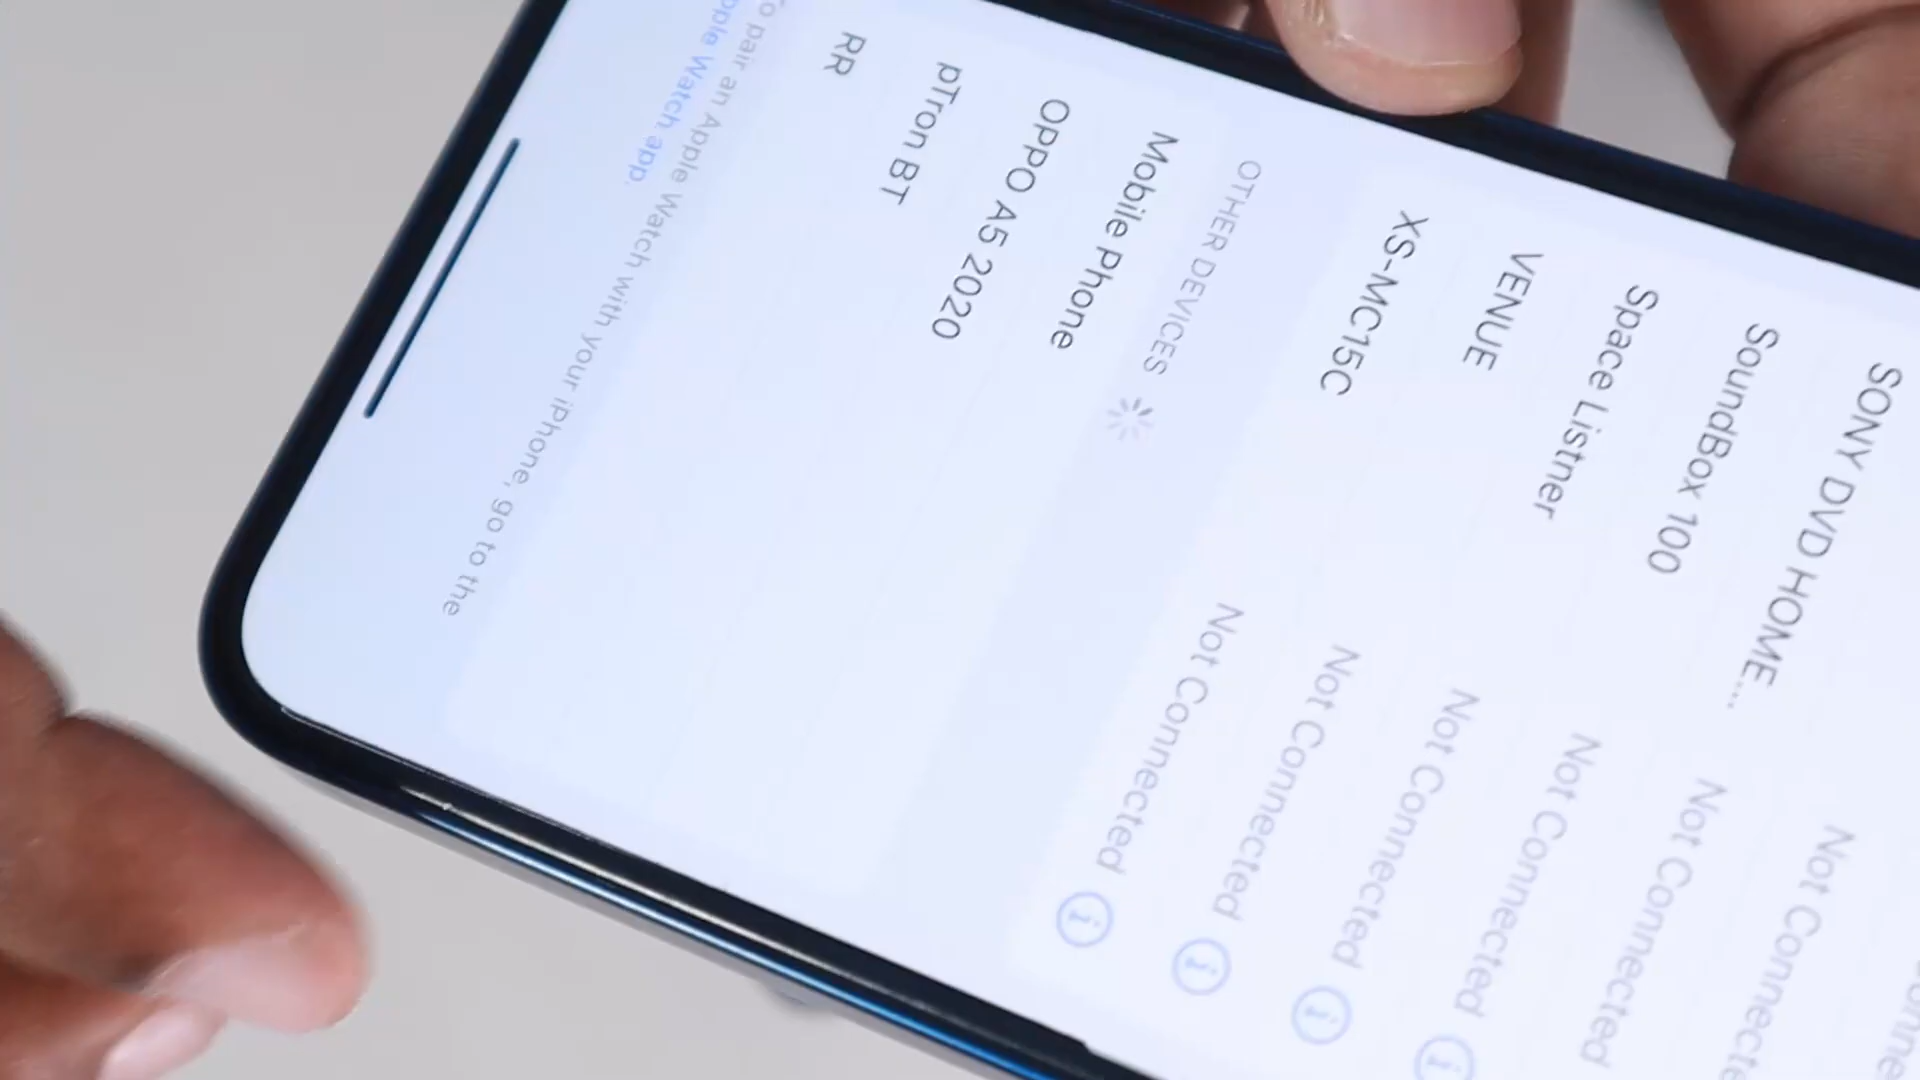 SONY DVD HOME... Not Connected
SoundBox 100 Not Connected
Space Listner Not Connected
VENUE Not Connected
XS-MC15C Not Connected
OTHER DEVICES
Mobile Phone
OPPO A5 2020
pTron BT
RR
To pair an Apple Watch with your iPhone, go to the
Apple Watch app.